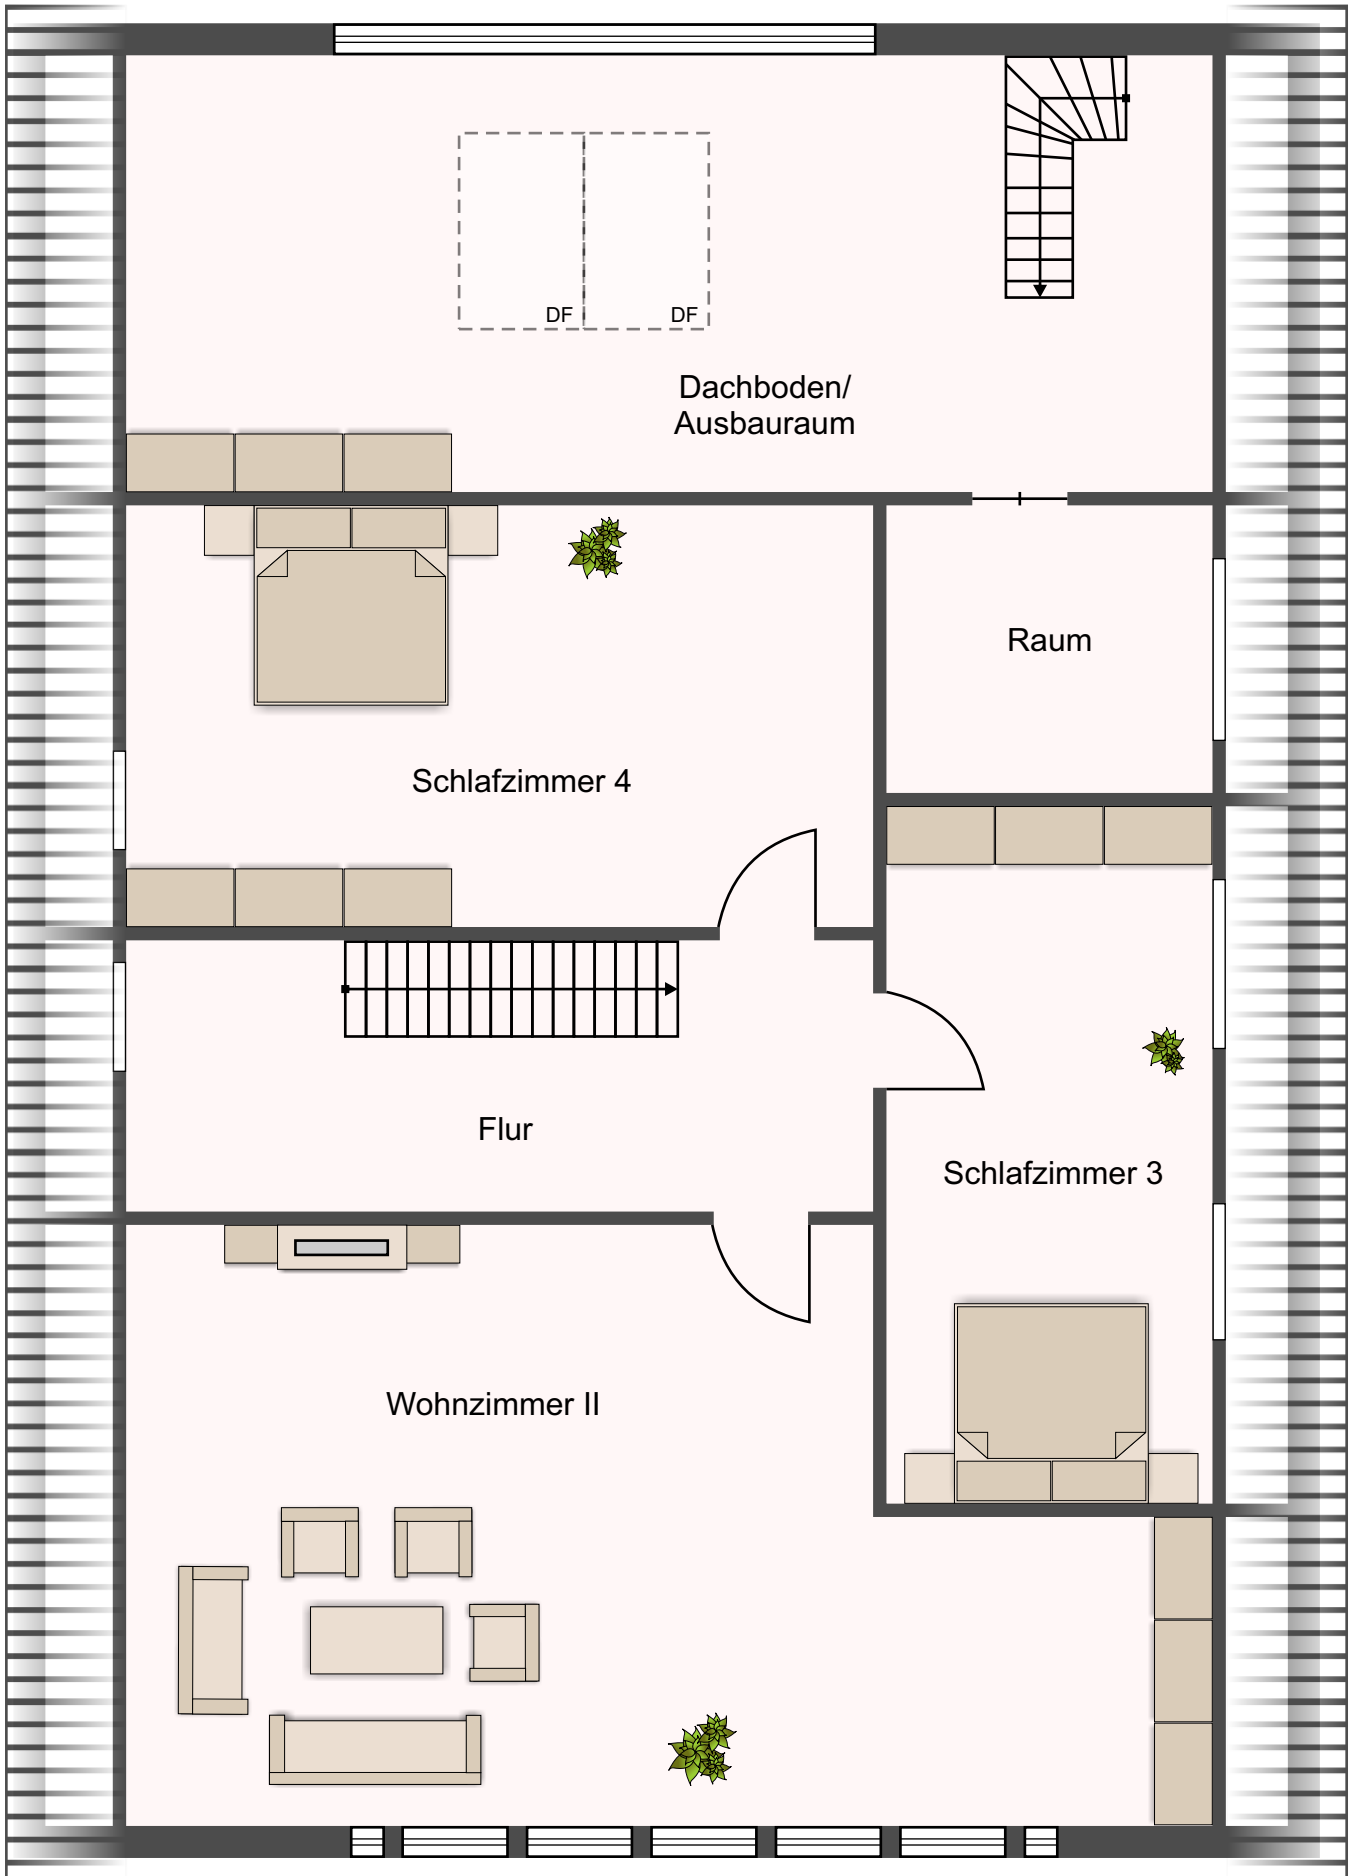 DF
DF
Dachboden/
Ausbauraum
Raum
Schlafzimmer 4
Flur
Schlafzimmer 3
Wohnzimmer II